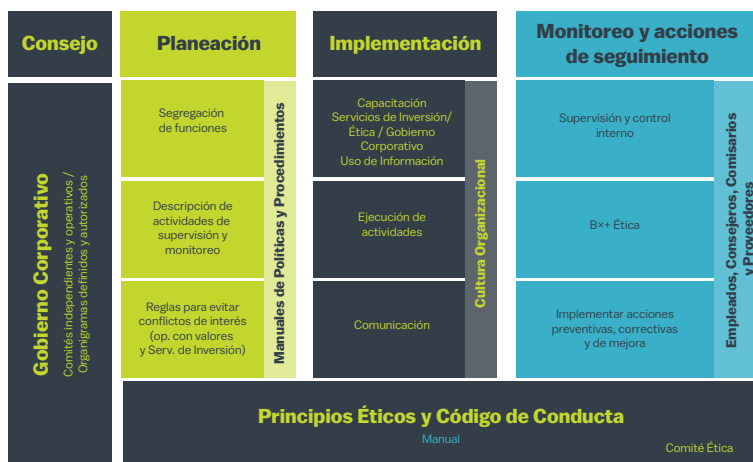 Consejo
Gobierno Corporativo
Comités independientes y operativos /
Organigramas definidos y autorizados
Planeación
Segregación
de funciones
Descripción de
actividades de
supervisión y
monitoreo
Reglas para evitar
conflictos de interés
(op. con valores
y Serv. de Inversión)
Manuales de Políticas y Procedimientos
Implementación
Capacitación
Servicios de Inversión/
Ética / Gobierno
Corporativo
Uso de Información
Ejecución de
actividades
Comunicación
Cultura Organizacional
Monitoreo y acciones
de seguimiento
Supervisión y control
interno
B×+ Ética
Implementar acciones
preventivas, correctivas
y de mejora
Empleados, Consejeros, Comisarios
y Proveedores
Principios Éticos y Código de Conducta
Manual
Comité Ética